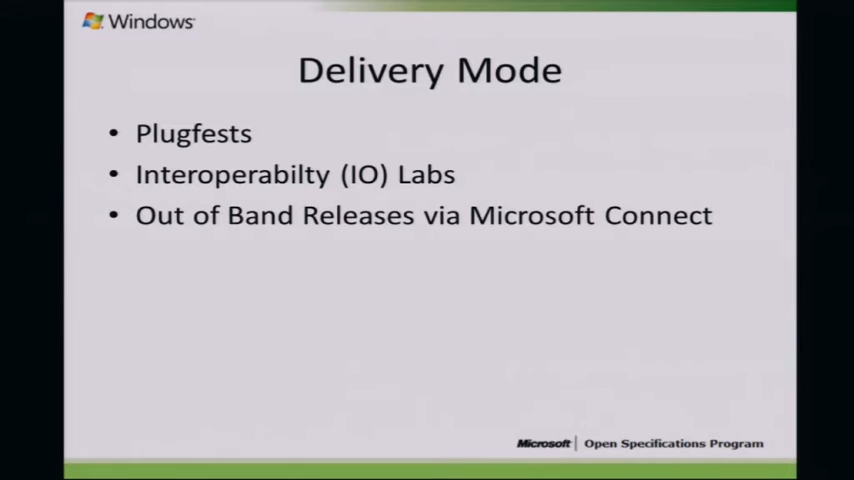 Windows
Delivery Mode
• Plugfests
• Interoperabilty (IO) Labs
• Out of Band Releases via Microsoft Connect
Microsoft | Open Specifications Program